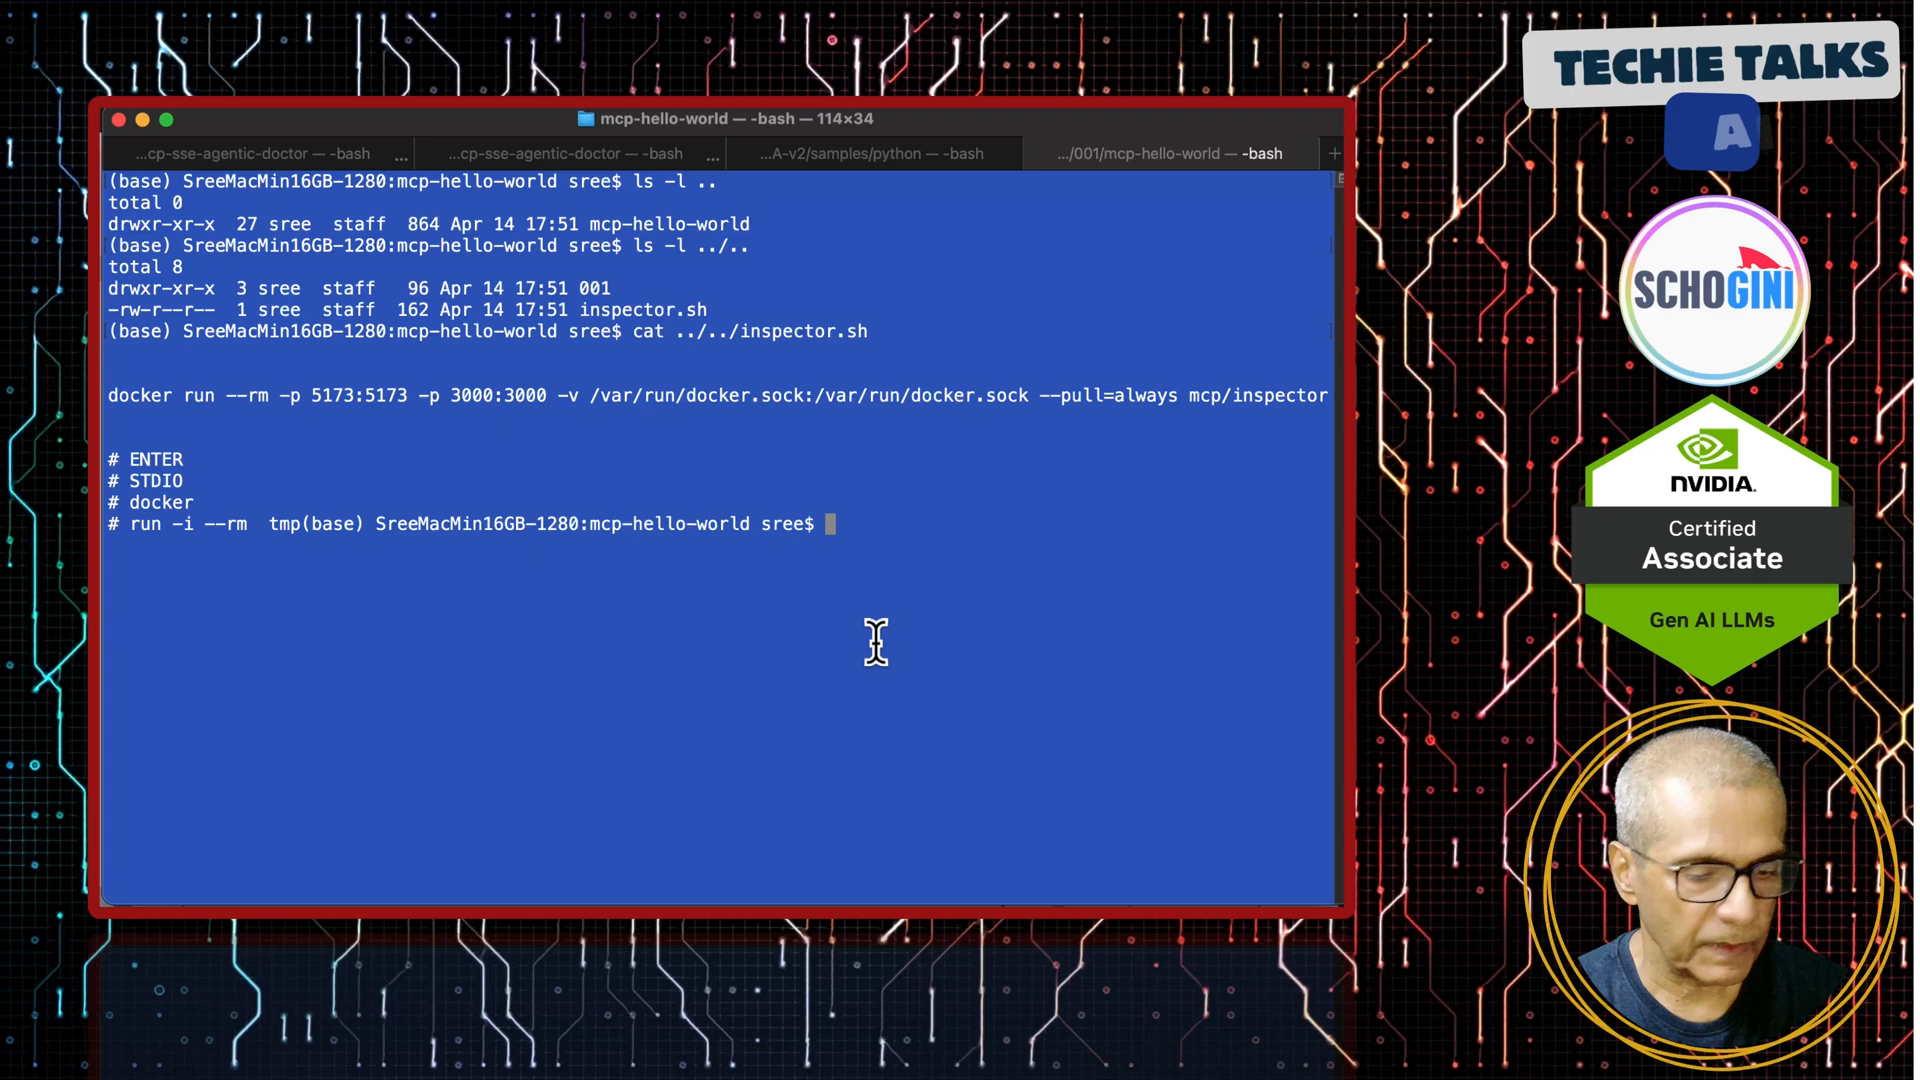 TECHIE TALKS
A
mcp-hello-world — -bash — 114×34
...cp-sse-agentic-doctor — -bash ...
...cp-sse-agentic-doctor — -bash ...
...A-v2/samples/python — -bash
.../001/mcp-hello-world — -bash
(base) SreeMacMin16GB-1280:mcp-hello-world sree$ ls -l ..
total 0
drwxr-xr-x  27 sree  staff  864 Apr 14 17:51 mcp-hello-world
(base) SreeMacMin16GB-1280:mcp-hello-world sree$ ls -l ../..
total 8
drwxr-xr-x  3 sree  staff   96 Apr 14 17:51 001
-rw-r--r--  1 sree  staff  162 Apr 14 17:51 inspector.sh
(base) SreeMacMin16GB-1280:mcp-hello-world sree$ cat ../../inspector.sh
docker run --rm -p 5173:5173 -p 3000:3000 -v /var/run/docker.sock:/var/run/docker.sock --pull=always mcp/inspector
# ENTER
# STDIO
# docker
# run -i --rm  tmp(base) SreeMacMin16GB-1280:mcp-hello-world sree$
SCHOGINI
NVIDIA.
Certified
Associate
Gen AI LLMs